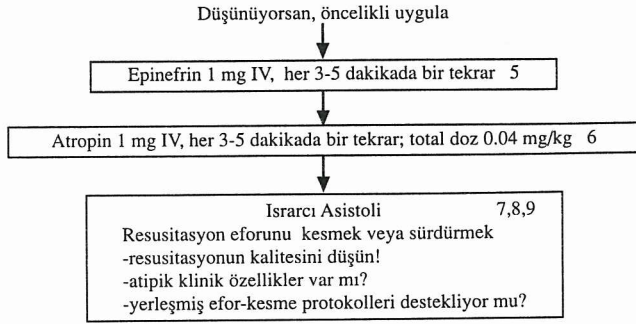 Düşünüyorsan, öncelikli uygula
Epinefrin 1 mg IV, her 3-5 dakikada bir tekrar 5
Atropin 1 mg IV, her 3-5 dakikada bir tekrar; total doz 0.04 mg/kg 6
Israrcı Asistoli 7,8,9
Resusitasyon eforunu kesmek veya sürdürmek
-resusitasyonun kalitesini düşün!
-atipik klinik özellikler var mı?
-yerleşmiş efor-kesme protokolleri destekliyor mu?